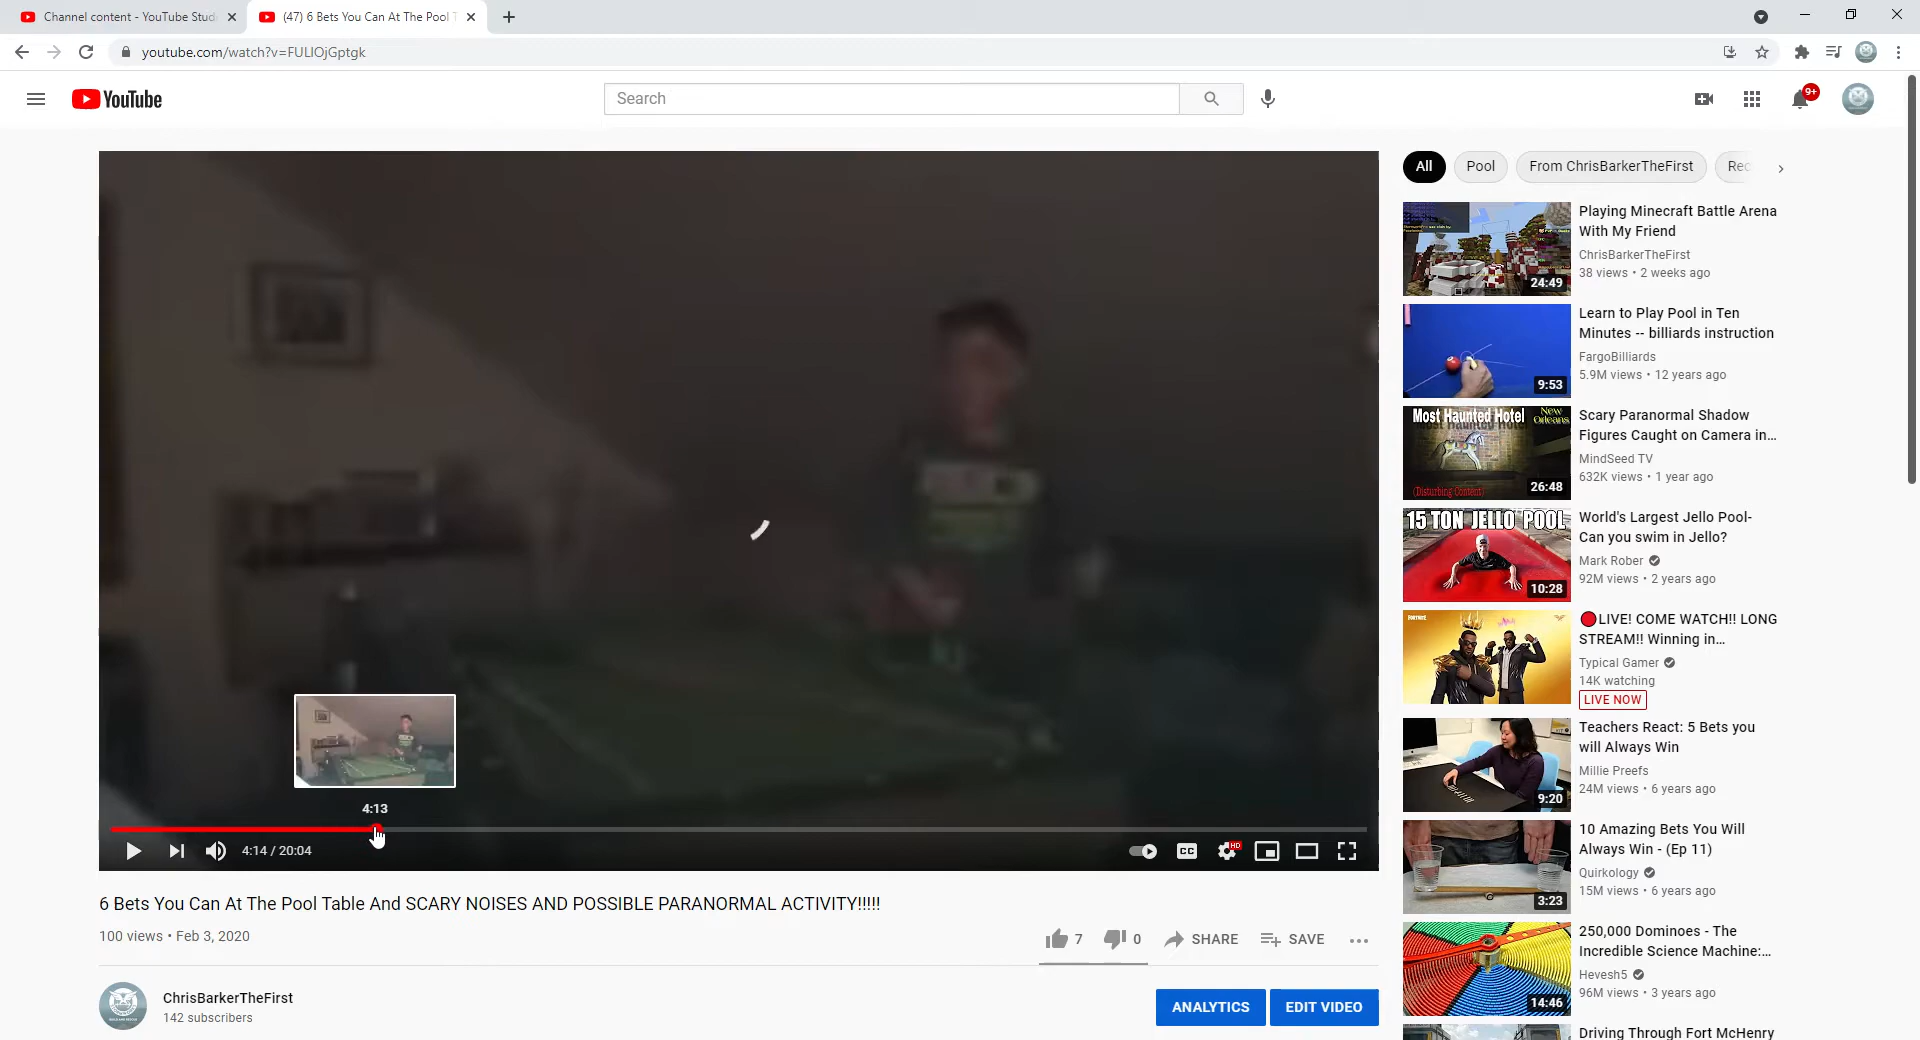 Channel content - YouTube Stud
(47) 6 Bets You Can At The Pool T
youtube.com/watch?v=FULIOjGptgk
YouTube
Search
9+
All
Pool
From ChrisBarkerTheFirst
Rec
Playing Minecraft Battle Arena
With My Friend
ChrisBarkerTheFirst
38 views • 2 weeks ago
24:49
Learn to Play Pool in Ten
Minutes -- billiards instruction
FargoBilliards
5.9M views • 12 years ago
9:53
Most Haunted Hotel
New
Orleans
(Disturbing Content)
26:48
Scary Paranormal Shadow
Figures Caught on Camera in...
MindSeed TV
632K views • 1 year ago
15 TON JELLO POOL
10:28
World's Largest Jello Pool-
Can you swim in Jello?
Mark Rober
92M views • 2 years ago
FORTNITE
🔴LIVE! COME WATCH!! LONG
STREAM!! Winning in...
Typical Gamer
14K watching
LIVE NOW
Teachers React: 5 Bets you
will Always Win
Millie Preefs
24M views • 6 years ago
9:20
10 Amazing Bets You Will
Always Win - (Ep 11)
Quirkology
15M views • 6 years ago
3:23
250,000 Dominoes - The
Incredible Science Machine:...
Hevesh5
96M views • 3 years ago
14:46
Driving Through Fort McHenry
4:13
4:14 / 20:04
CC
HD
6 Bets You Can At The Pool Table And SCARY NOISES AND POSSIBLE PARANORMAL ACTIVITY!!!!!
100 views • Feb 3, 2020
7
0
SHARE
SAVE
ChrisBarkerTheFirst
142 subscribers
ANALYTICS
EDIT VIDEO